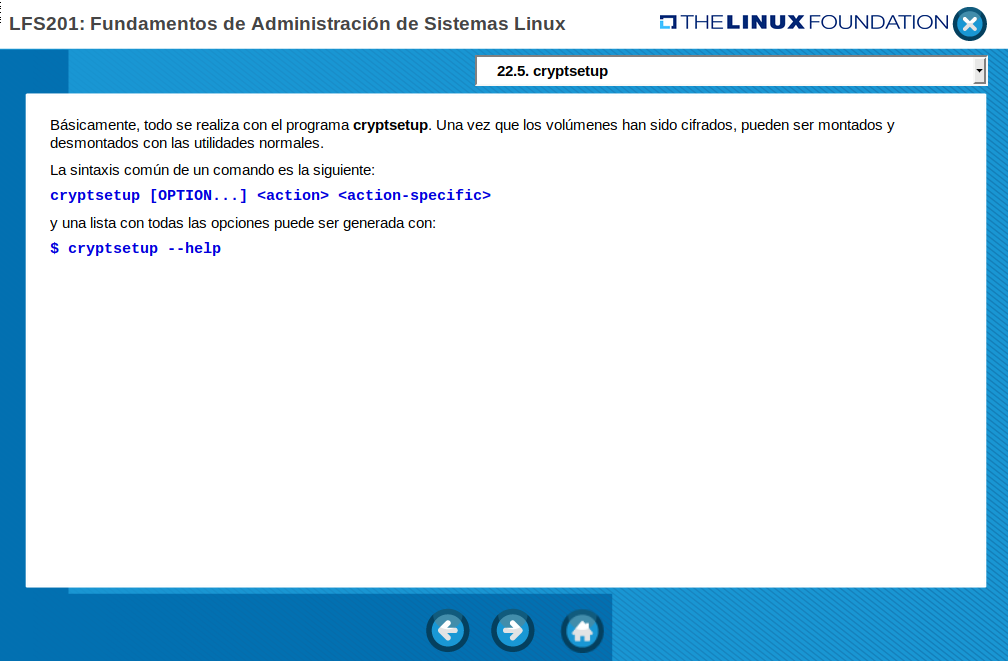 LFS201: Fundamentos de Administración de Sistemas Linux
THE LINUX FOUNDATION
22.5. cryptsetup
Básicamente, todo se realiza con el programa cryptsetup. Una vez que los volúmenes han sido cifrados, pueden ser montados y
desmontados con las utilidades normales.
La sintaxis común de un comando es la siguiente:
cryptsetup [OPTION...] <action> <action-specific>
y una lista con todas las opciones puede ser generada con:
$ cryptsetup --help